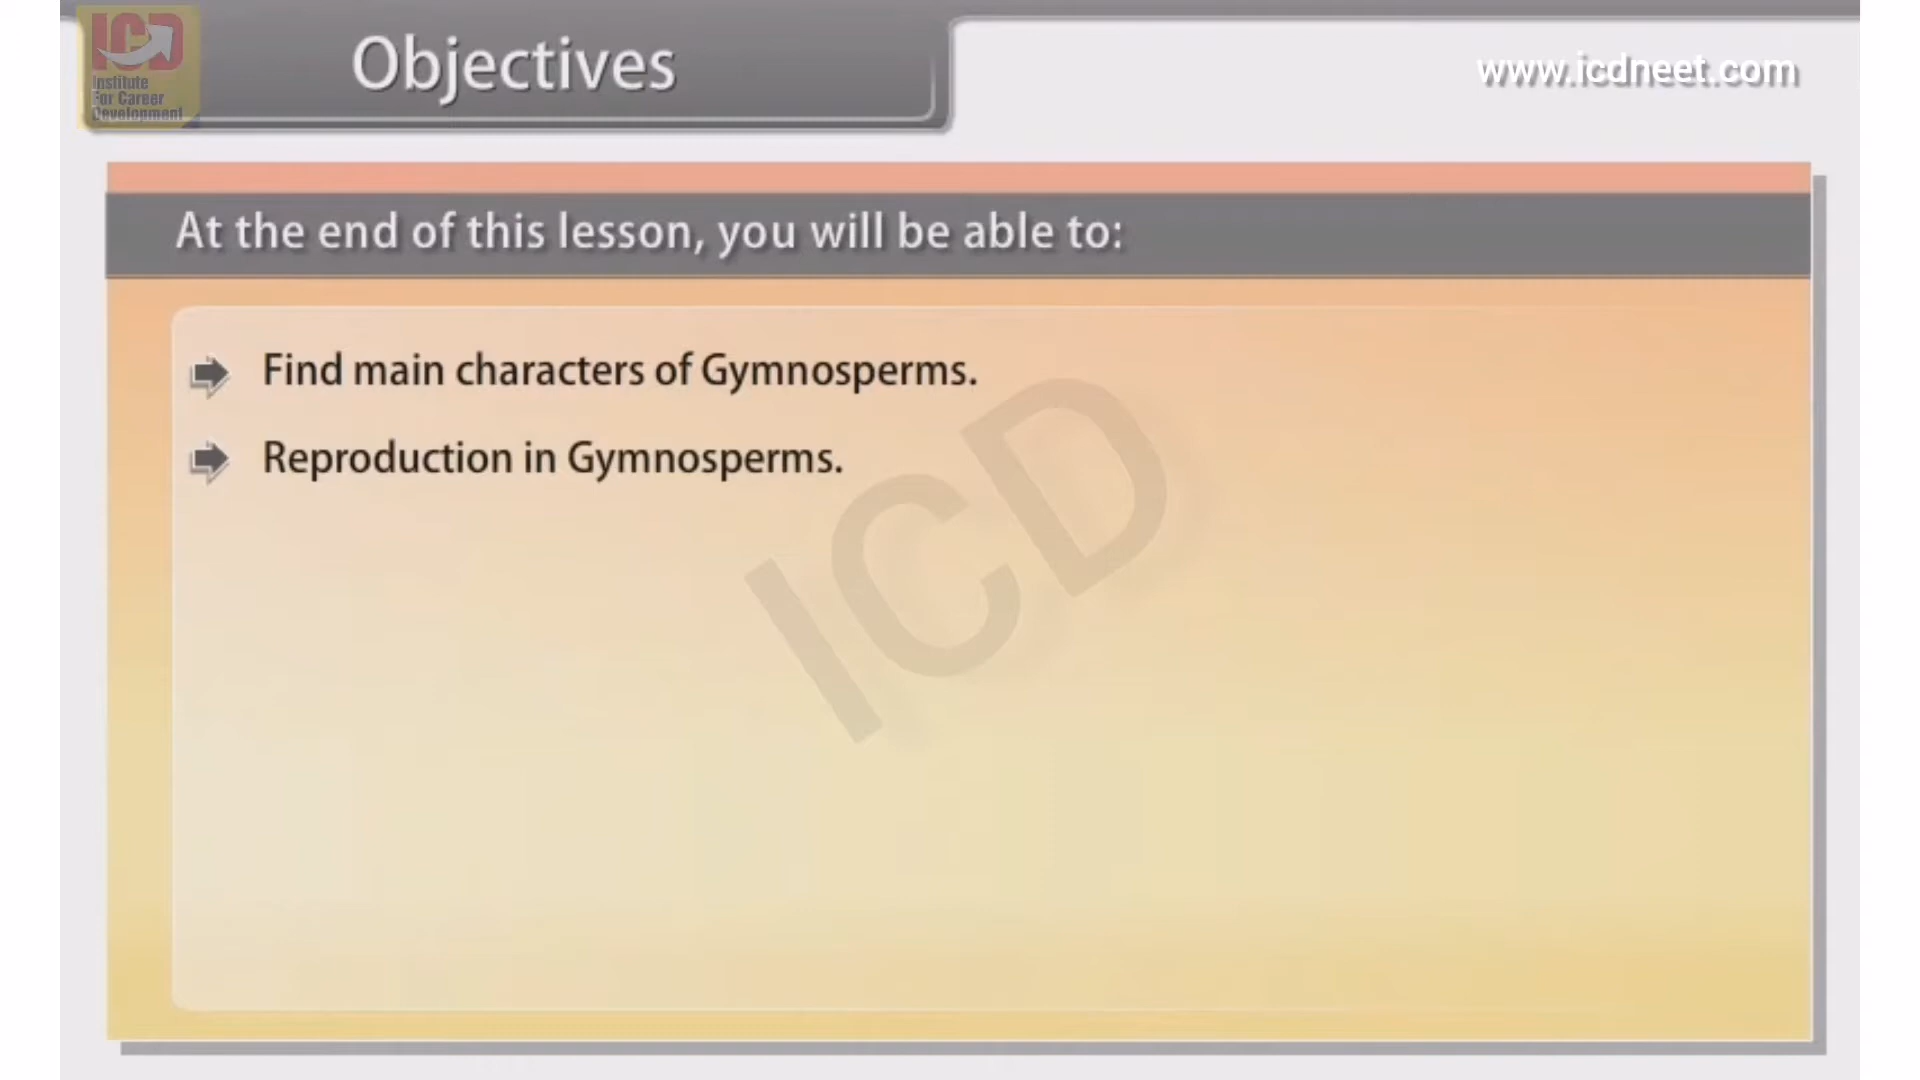 ICD
Institute
For Career
Development
Objectives
www.icdneet.com
At the end of this lesson, you will be able to:
Find main characters of Gymnosperms.
Reproduction in Gymnosperms.
ICD